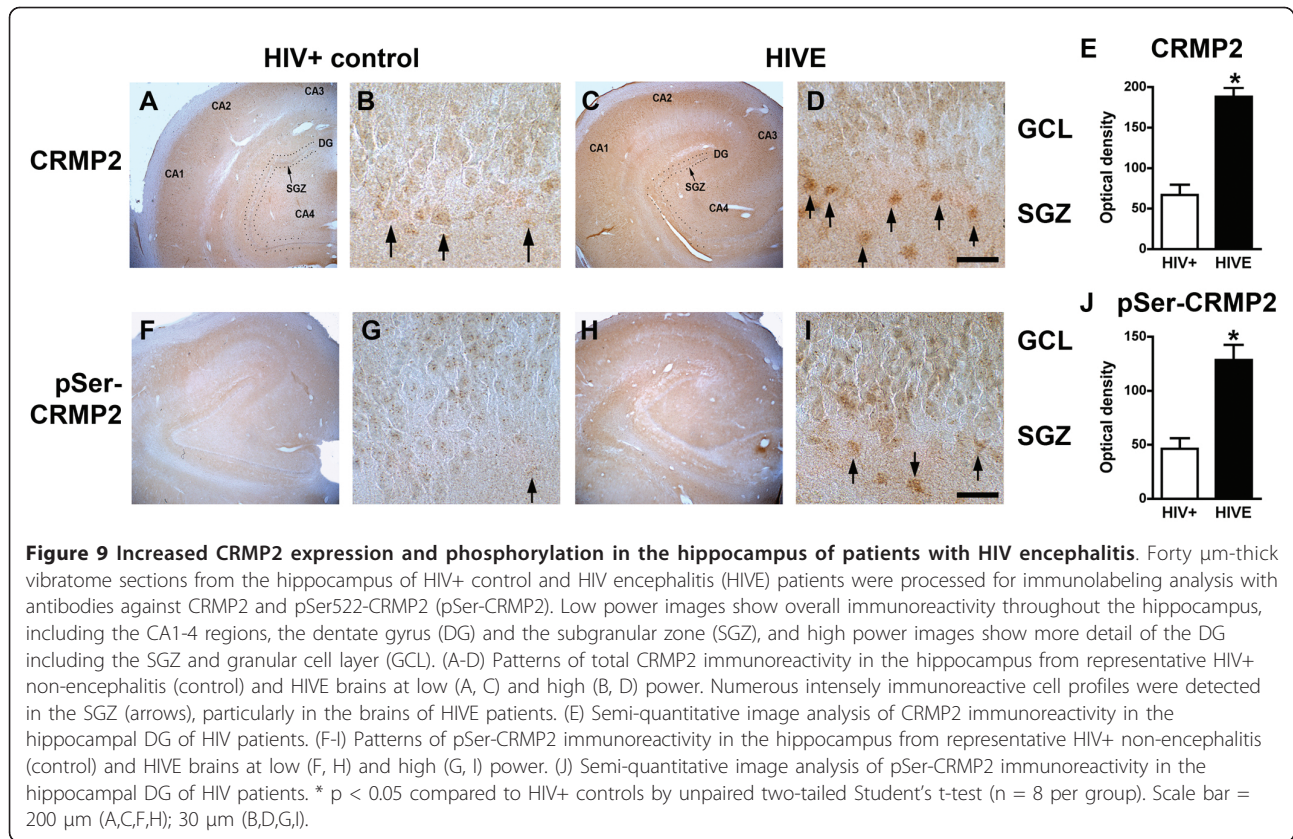 HIV+ control
HIVE
E CRMP2
CRMP2
A
CA1
CA2
CA3
DG
SGZ
CA4
B
C
CA1
CA2
CA3
DG
SGZ
CA4
D
GCL
SGZ
Optical density
200
150
100
50
0
*
HIV+ HIVE
pSer-
CRMP2
F
G
H
I
GCL
SGZ
J pSer-CRMP2
Optical density
150
100
50
0
*
HIV+ HIVE
Figure 9 Increased CRMP2 expression and phosphorylation in the hippocampus of patients with HIV encephalitis. Forty μm-thick
vibratome sections from the hippocampus of HIV+ control and HIV encephalitis (HIVE) patients were processed for immunolabeling analysis with
antibodies against CRMP2 and pSer522-CRMP2 (pSer-CRMP2). Low power images show overall immunoreactivity throughout the hippocampus,
including the CA1-4 regions, the dentate gyrus (DG) and the subgranular zone (SGZ), and high power images show more detail of the DG
including the SGZ and granular cell layer (GCL). (A-D) Patterns of total CRMP2 immunoreactivity in the hippocampus from representative HIV+
non-encephalitis (control) and HIVE brains at low (A, C) and high (B, D) power. Numerous intensely immunoreactive cell profiles were detected
in the SGZ (arrows), particularly in the brains of HIVE patients. (E) Semi-quantitative image analysis of CRMP2 immunoreactivity in the
hippocampal DG of HIV patients. (F-I) Patterns of pSer-CRMP2 immunoreactivity in the hippocampus from representative HIV+ non-encephalitis
(control) and HIVE brains at low (F, H) and high (G, I) power. (J) Semi-quantitative image analysis of pSer-CRMP2 immunoreactivity in the
hippocampal DG of HIV patients. * p < 0.05 compared to HIV+ controls by unpaired two-tailed Student's t-test (n = 8 per group). Scale bar =
200 μm (A,C,F,H); 30 μm (B,D,G,I).